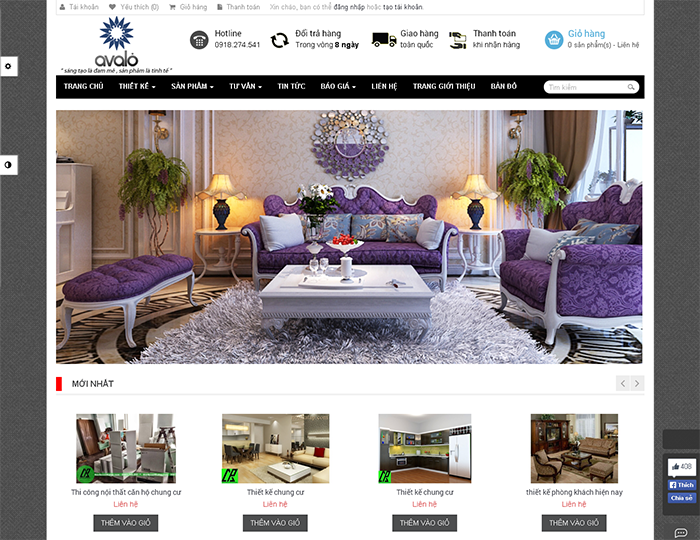 Tài khoản Yêu thích (0) Giỏ hàng Thanh toán Xin chào, bạn có thể đăng nhập hoặc tạo tài khoản.
avalo
" sáng tạo là đam mê , sản phẩm là tinh tế "
Hotline
0918.274.541
Đổi trả hàng
Trong vòng 8 ngày
Giao hàng
toàn quốc
Thanh toán
khi nhận hàng
Giỏ hàng
0 sản phẩm(s) - Liên hệ
TRANG CHỦ THIẾT KẾ SẢN PHẨM TƯ VẤN TIN TỨC BÁO GIÁ LIÊN HỆ TRANG GIỚI THIỆU BẢN ĐỒ Tìm kiếm
MỚI NHẤT
Thi công nội thất căn hộ chung cư
Liên hệ
THÊM VÀO GIỎ
Thiết kế chung cư
Liên hệ
THÊM VÀO GIỎ
Thiết kế chung cư
Liên hệ
THÊM VÀO GIỎ
thiết kế phòng khách hiện nay
Liên hệ
THÊM VÀO GIỎ
403
Thích
Chia sẻ